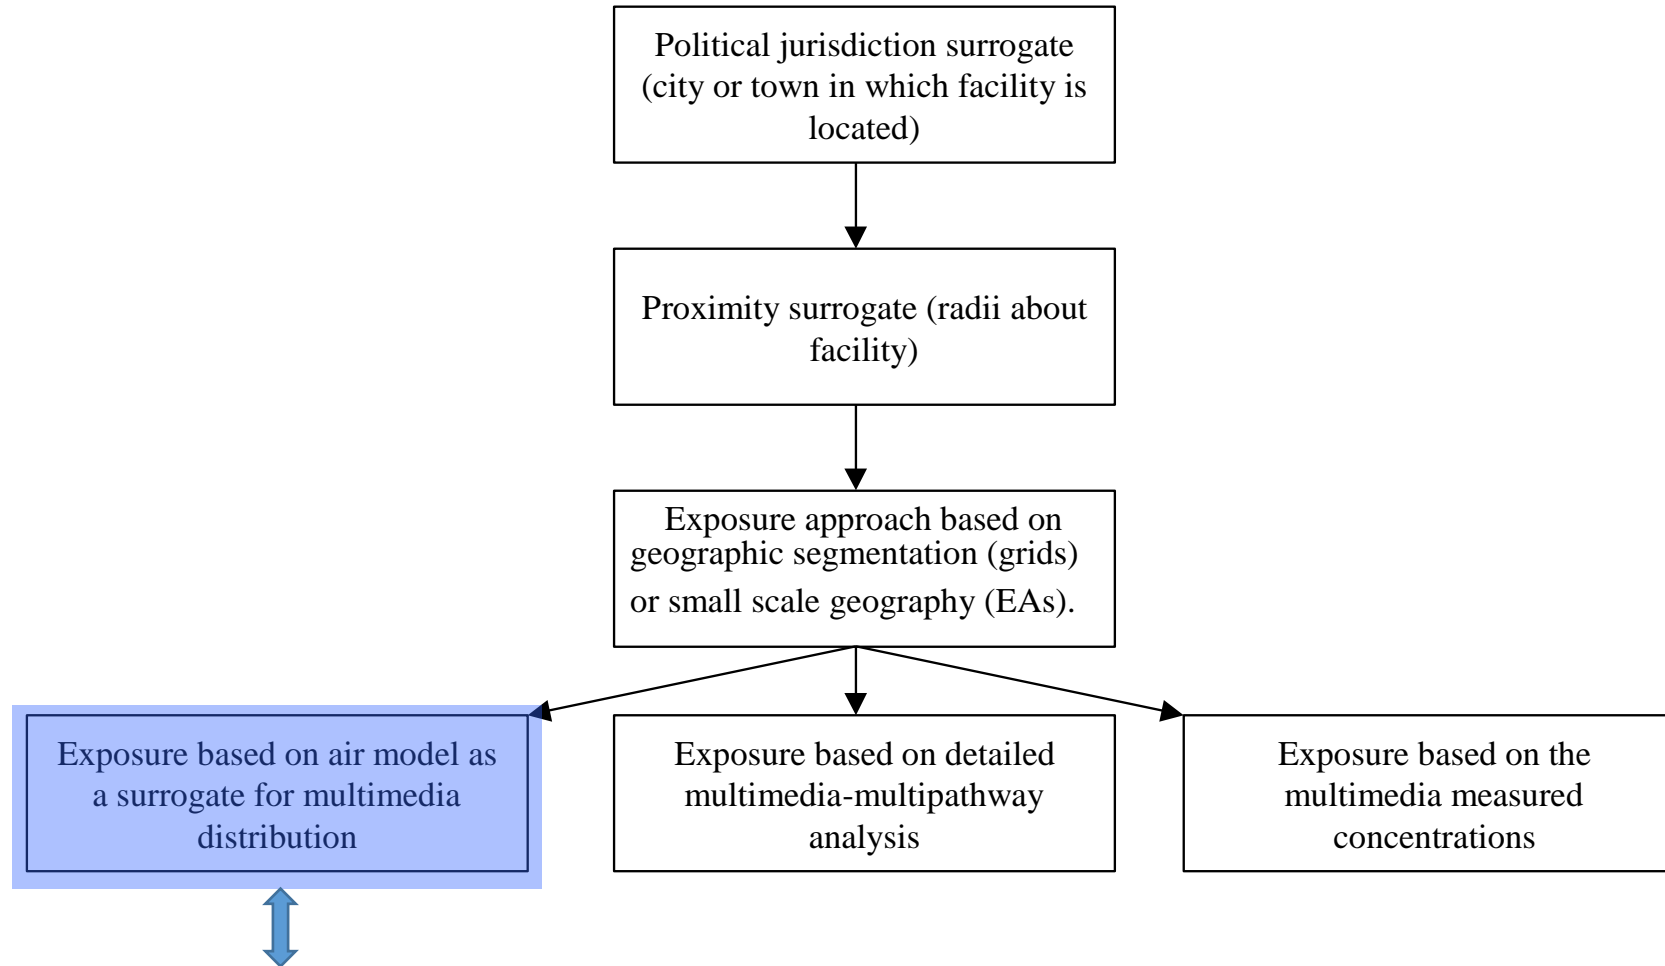 Political jurisdiction surrogate
(city or town in which facility is
located)
Proximity surrogate (radii about
facility)
Exposure approach based on
geographic segmentation (grids)
or small scale geography (EAs).
Exposure based on air model as
a surrogate for multimedia
distribution
Exposure based on detailed
multimedia-multipathway
analysis
Exposure based on the
multimedia measured
concentrations